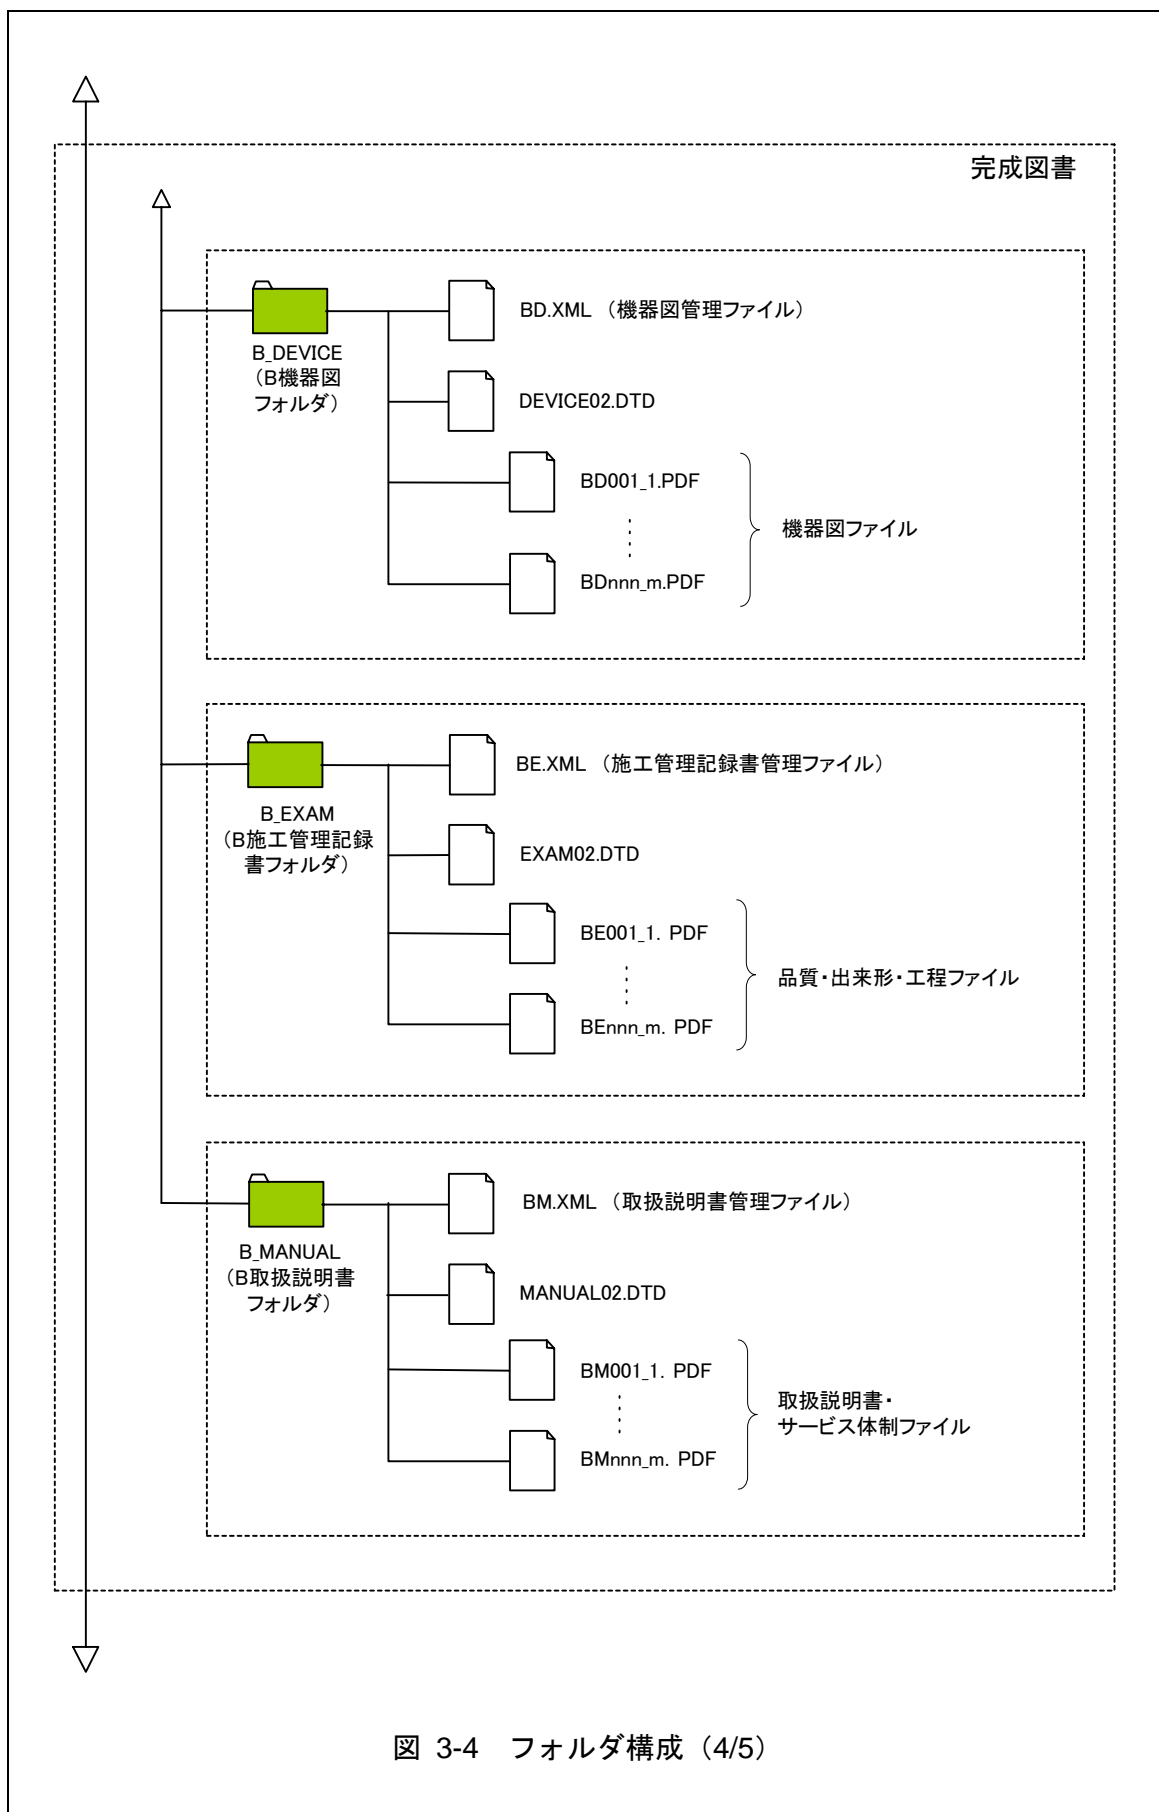 完成図書
BD.XML （機器図管理ファイル）
B_DEVICE
（B機器図
フォルダ）
DEVICE02.DTD
BD001_1.PDF
機器図ファイル
BDnnn_m.PDF
BE.XML （施工管理記録書管理ファイル）
B_EXAM
（B施工管理記録
書フォルダ）
EXAM02.DTD
BE001_1. PDF
品質・出来形・工程ファイル
BEnnn_m. PDF
BM.XML （取扱説明書管理ファイル）
B_MANUAL
（B取扱説明書
フォルダ）
MANUAL02.DTD
BM001_1. PDF
取扱説明書・
サービス体制ファイル
BMnnn_m. PDF
図 3-4　フォルダ構成（4/5）